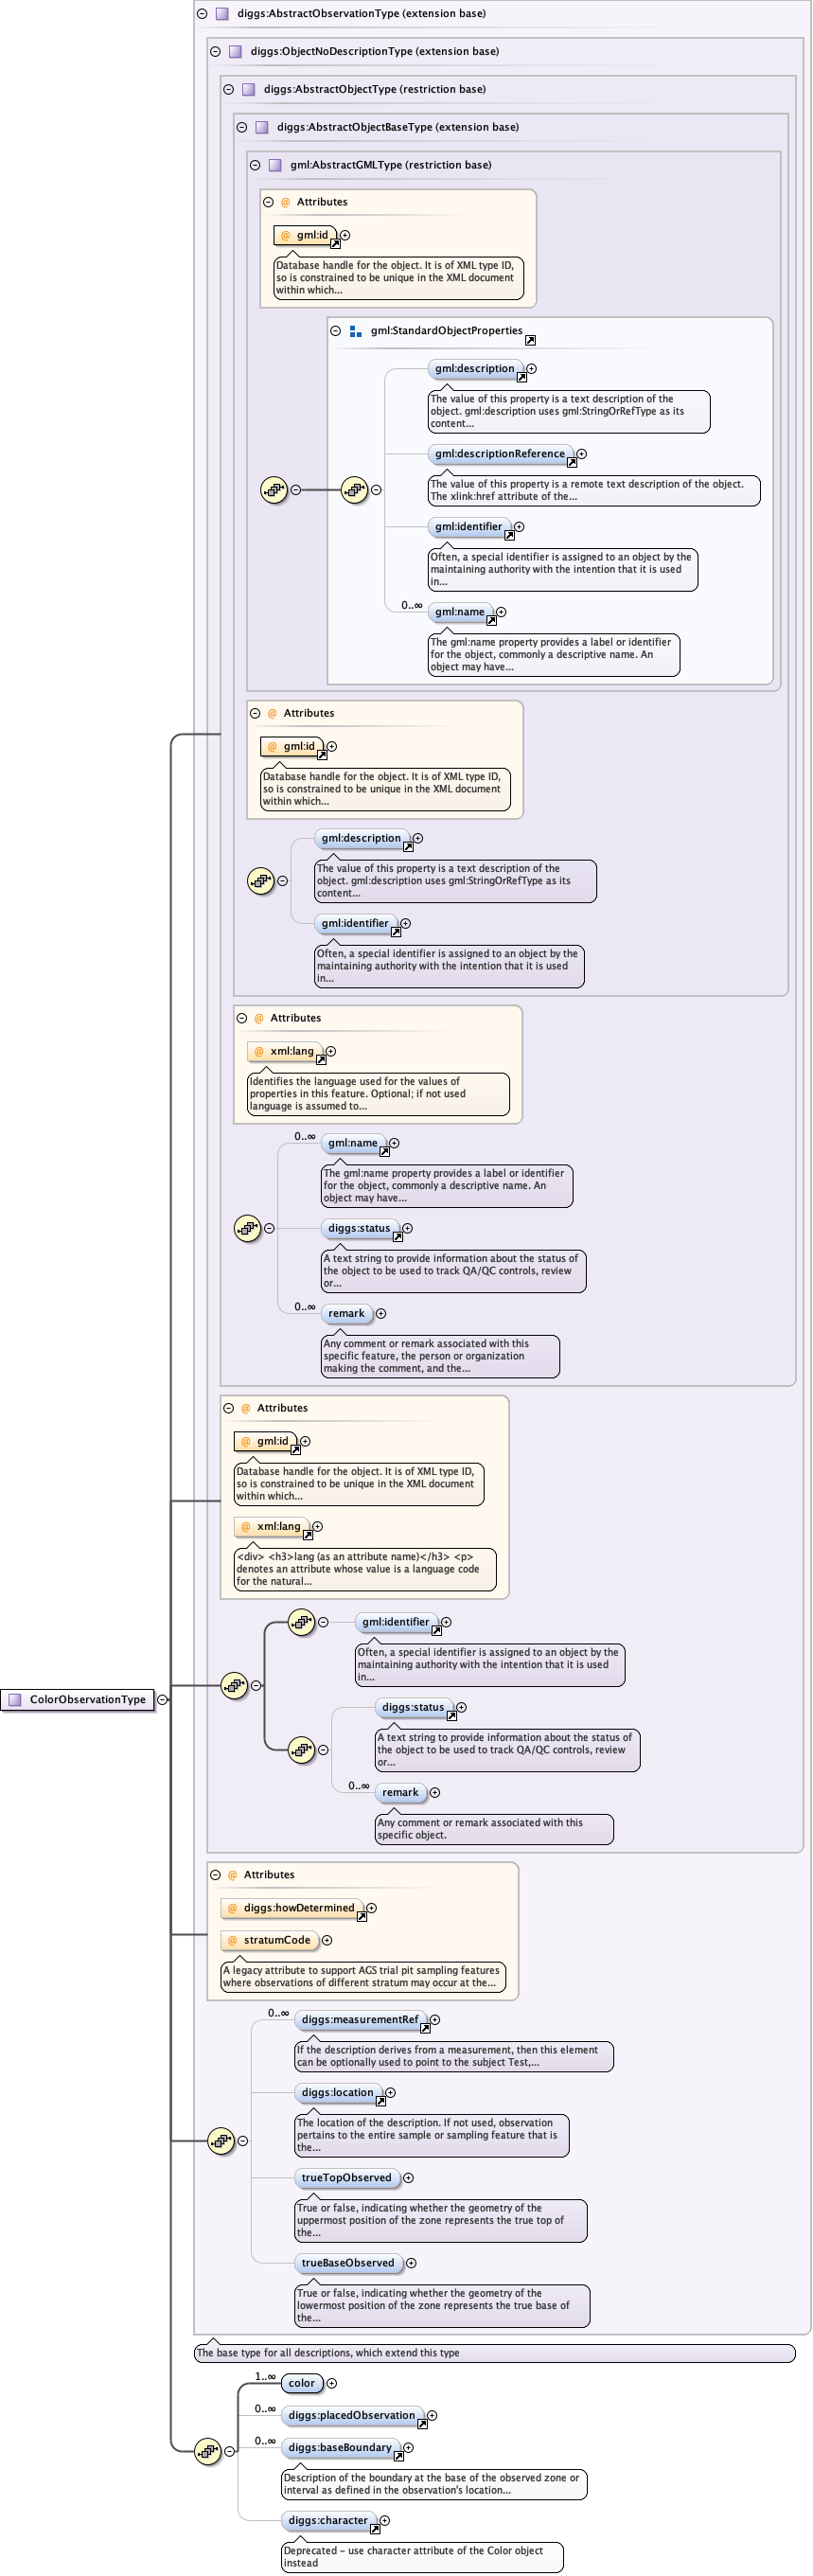 diggs:AbstractObservationType (extension base)
diggs:ObjectNoDescriptionType (extension base)
diggs:AbstractObjectType (restriction base)
diggs:AbstractObjectBaseType (extension base)
gml:AbstractGMLType (restriction base)
@ Attributes
@ gml:id
Database handle for the object. It is of XML type ID,
so is constrained to be unique in the XML document
within which...
gml:StandardObjectProperties
gml:description
The value of this property is a text description of the
object. gml:description uses gml:StringOrRefType as its
content...
gml:descriptionReference
The value of this property is a remote text description of the object.
The xlink:href attribute of the...
gml:identifier
Often, a special identifier is assigned to an object by the
maintaining authority with the intention that it is used
in...
0..∞
gml:name
The gml:name property provides a label or identifier
for the object, commonly a descriptive name. An
object may have...
@ Attributes
@ gml:id
Database handle for the object. It is of XML type ID,
so is constrained to be unique in the XML document
within which...
gml:description
The value of this property is a text description of the
object. gml:description uses gml:StringOrRefType as its
content...
gml:identifier
Often, a special identifier is assigned to an object by the
maintaining authority with the intention that it is used
in...
@ Attributes
@ xml:lang
Identifies the language used for the values of
properties in this feature. Optional; if not used
language is assumed to...
0..∞
gml:name
The gml:name property provides a label or identifier
for the object, commonly a descriptive name. An
object may have...
diggs:status
A text string to provide information about the status of
the object to be used to track QA/QC controls, review
or...
0..∞
remark
Any comment or remark associated with this
specific feature, the person or organization
making the comment, and the...
@ Attributes
@ gml:id
Database handle for the object. It is of XML type ID,
so is constrained to be unique in the XML document
within which...
@ xml:lang
<div> <h3>lang (as an attribute name)</h3> <p>
denotes an attribute whose value is a language code
for the natural...
gml:identifier
Often, a special identifier is assigned to an object by the
maintaining authority with the intention that it is used
in...
ColorObservationType
diggs:status
A text string to provide information about the status of
the object to be used to track QA/QC controls, review
or...
0..∞
remark
Any comment or remark associated with this
specific object.
@ Attributes
@ diggs:howDetermined
@ stratumCode
A legacy attribute to support AGS trial pit sampling features
where observations of different stratum may occur at the...
0..∞
diggs:measurementRef
If the description derives from a measurement, then this element
can be optionally used to point to the subject Test,...
diggs:location
The location of the description. If not used, observation
pertains to the entire sample or sampling feature that is
the...
trueTopObserved
True or false, indicating whether the geometry of the
uppermost position of the zone represents the true top of
the...
trueBaseObserved
True or false, indicating whether the geometry of the
lowermost position of the zone represents the true base of
the...
The base type for all descriptions, which extend this type
1..∞
color
0..∞
diggs:placedObservation
0..∞
diggs:baseBoundary
Description of the boundary at the base of the observed zone or
interval as defined in the observation's location...
diggs:character
Deprecated - use character attribute of the Color object
instead